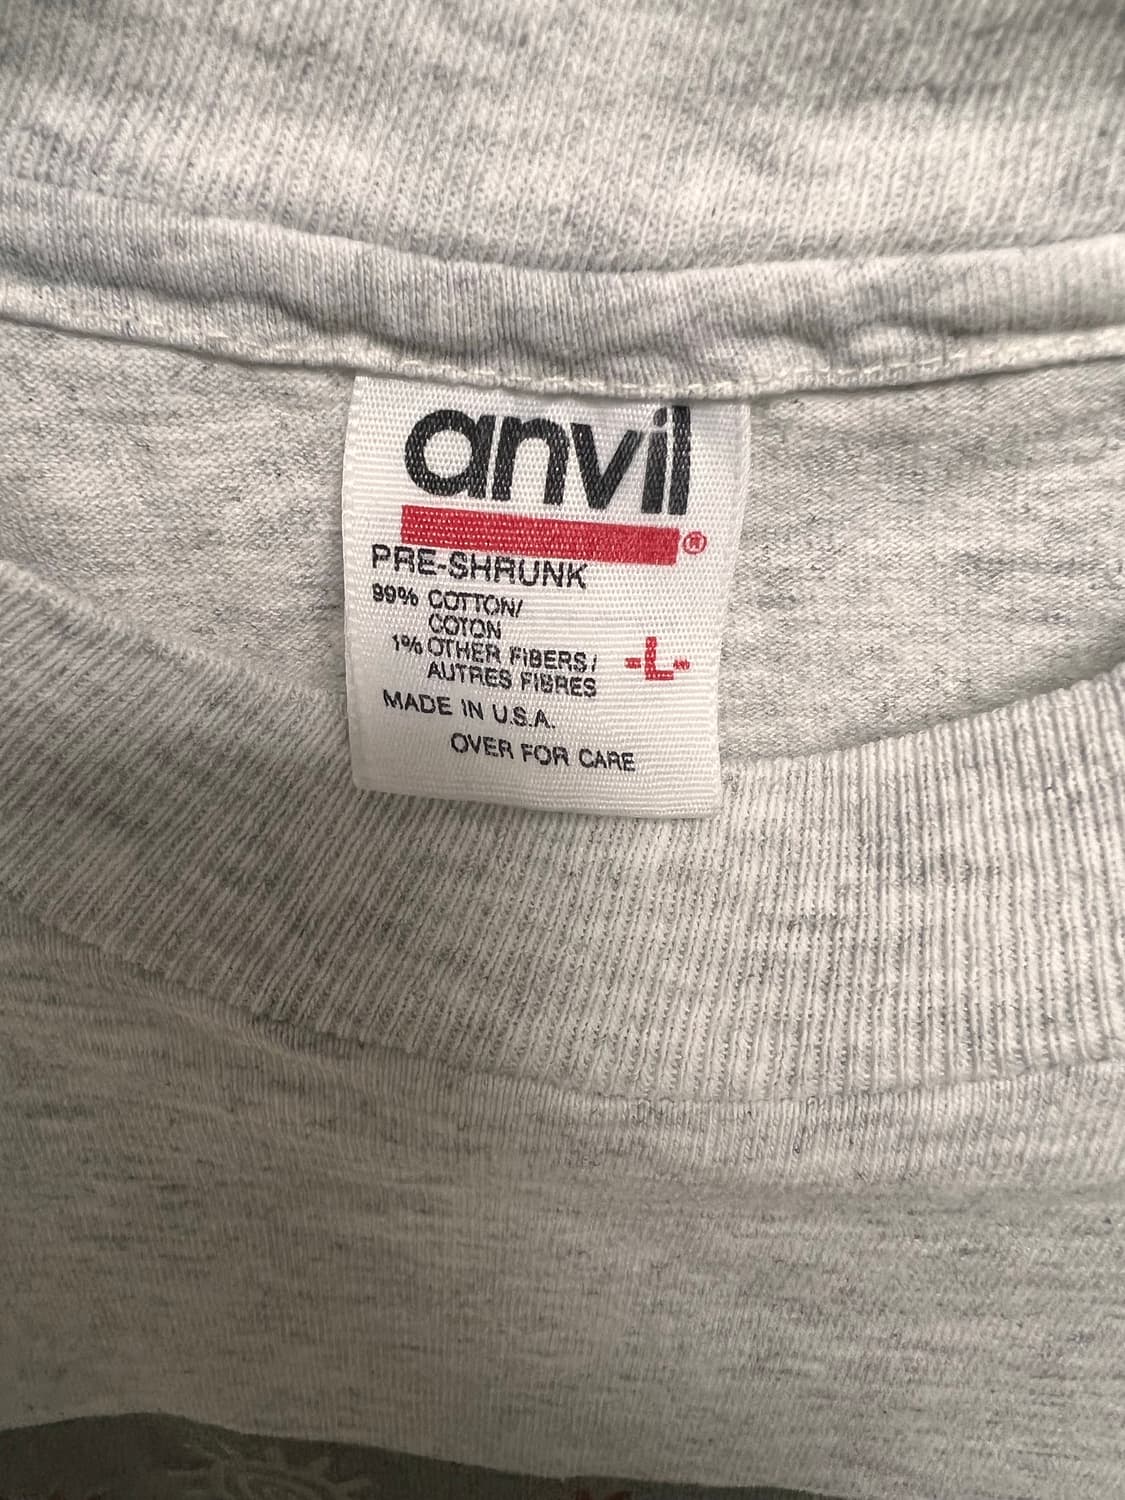 anvil
®
PRE-SHRUNK
99% COTTON/
COTON
1% OTHER FIBERS/
AUTRES FIBRES
-L-
MADE IN U.S.A.
OVER FOR CARE